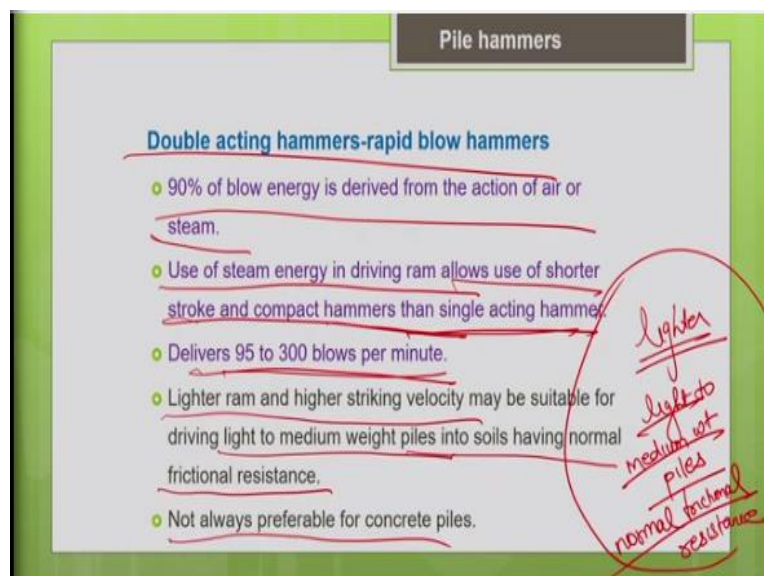 Pile hammers
Double acting hammers-rapid blow hammers
90% of blow energy is derived from the action of air or
steam.
Use of steam energy in driving ram allows use of shorter
stroke and compact hammers than single acting hammer.
Delivers 95 to 300 blows per minute.
Lighter ram and higher striking velocity may be suitable for
driving light to medium weight piles into soils having normal
frictional resistance.
Not always preferable for concrete piles.
lighter
light to
medium wt
piles
normal frictional
resistance